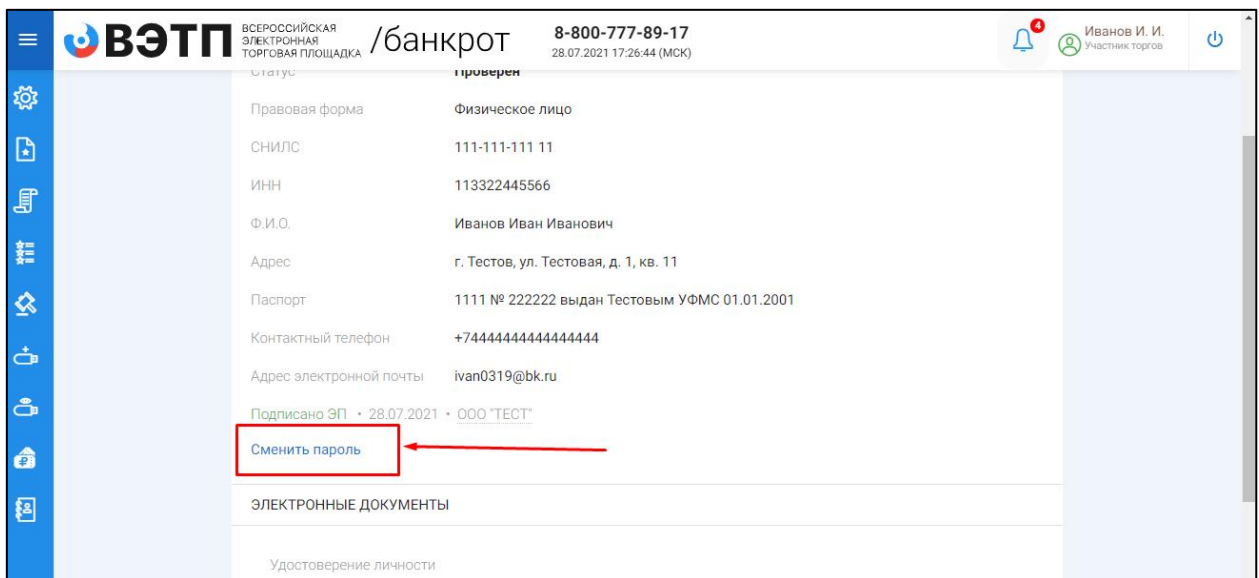 ВЭТП ВСЕРОССИЙСКАЯ ЭЛЕКТРОННАЯ ТОРГОВАЯ ПЛОЩАДКА /банкрот
8-800-777-89-17
28.07.2021 17:26:44 (МСК)
4
Иванов И. И.
Участник торгов
Статус Проверен
Правовая форма Физическое лицо
СНИЛС 111-111-111 11
ИНН 113322445566
Ф.И.О. Иванов Иван Иванович
Адрес г. Тестов, ул. Тестовая, д. 1, кв. 11
Паспорт 1111 № 222222 выдан Тестовым УФМС 01.01.2001
Контактный телефон +74444444444444444
Адрес электронной почты ivan0319@bk.ru
Подписано ЭП • 28.07.2021 • ООО "ТЕСТ"
Сменить пароль
ЭЛЕКТРОННЫЕ ДОКУМЕНТЫ
Удостоверение личности